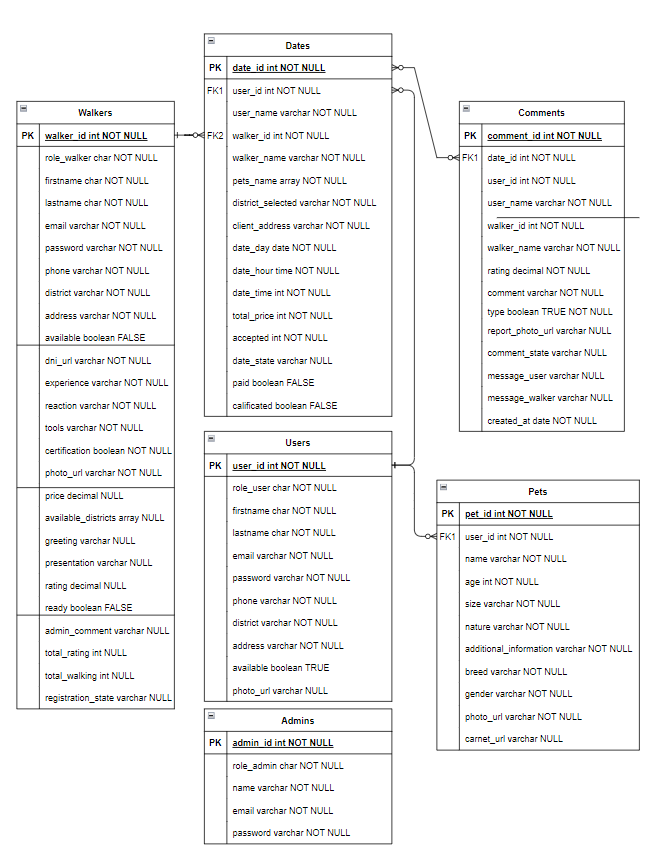 Dates
PK date_id int NOT NULL
FK1 user_id int NOT NULL
user_name varchar NOT NULL
FK2 walker_id int NOT NULL
walker_name varchar NOT NULL
pets_name array NOT NULL
district_selected varchar NOT NULL
client_address varchar NOT NULL
date_day date NOT NULL
date_hour time NOT NULL
date_time int NOT NULL
total_price int NOT NULL
accepted int NOT NULL
date_state varchar NOT NULL
paid boolean FALSE
calificated boolean FALSE
Walkers
PK walker_id int NOT NULL
role_walker char NOT NULL
firstname char NOT NULL
lastname char NOT NULL
email varchar NOT NULL
password varchar NOT NULL
phone varchar NOT NULL
district varchar NOT NULL
address varchar NOT NULL
available boolean FALSE
dni_url varchar NOT NULL
experience varchar NOT NULL
reaction varchar NOT NULL
tools varchar NOT NULL
certification boolean NOT NULL
photo_url varchar NOT NULL
price decimal NULL
available_districts array NULL
greeting varchar NULL
presentation varchar NULL
rating decimal NULL
ready boolean FALSE
admin_comment varchar NULL
total_rating int NULL
total_walking int NULL
registration_state varchar NULL
Comments
PK comment_id int NOT NULL
FK1 date_id int NOT NULL
user_id int NOT NULL
user_name varchar NOT NULL
walker_id int NOT NULL
walker_name varchar NOT NULL
rating decimal NOT NULL
comment varchar NOT NULL
type boolean TRUE NOT NULL
report_photo_url varchar NULL
comment_state varchar NULL
message_user varchar NULL
message_walker varchar NULL
created_at date NOT NULL
Users
PK user_id int NOT NULL
role_user char NOT NULL
firstname char NOT NULL
lastname char NOT NULL
email varchar NOT NULL
password varchar NOT NULL
phone varchar NOT NULL
district varchar NOT NULL
address varchar NOT NULL
available boolean TRUE
photo_url varchar NULL
Pets
PK pet_id int NOT NULL
FK1 user_id int NOT NULL
name varchar NOT NULL
age int NOT NULL
size varchar NOT NULL
nature varchar NOT NULL
additional_information varchar NOT NULL
breed varchar NOT NULL
gender varchar NOT NULL
photo_url varchar NOT NULL
carnet_url varchar NULL
Admins
PK admin_id int NOT NULL
role_admin char NOT NULL
name varchar NOT NULL
email varchar NOT NULL
password varchar NOT NULL